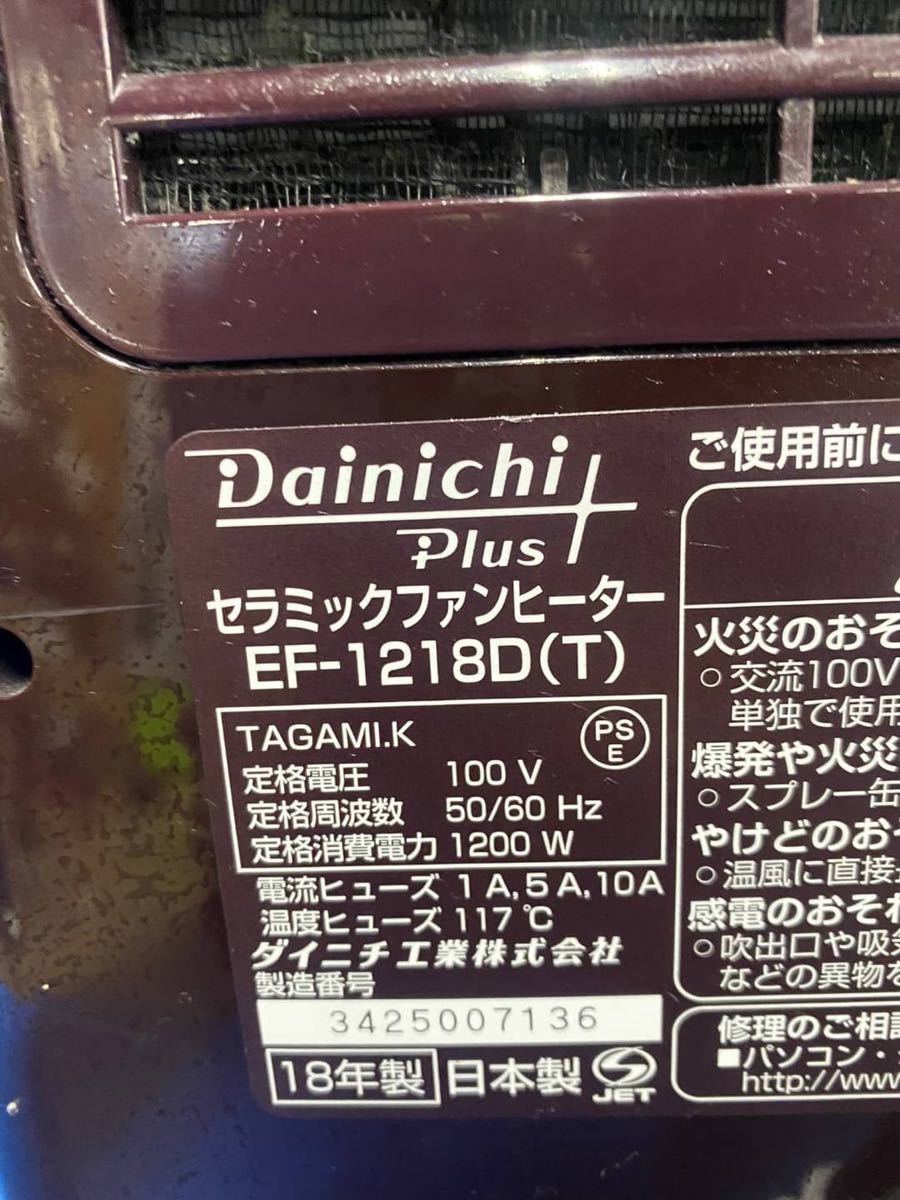 Dainichi
Plus
セラミックファンヒーター
EF-1218D(T)
TAGAMI.K
PS
E
定格電圧 100 V
定格周波数 50/60 Hz
定格消費電力 1200 W
電流ヒューズ 1 A,5 A,10A
温度ヒューズ 117 ℃
ダイニチ工業株式会社
製造番号
3425007136
18年製 日本製
JET
ご使用前に
火災のおそ
○交流100V
単独で使用
爆発や火災
○スプレー缶
やけどのおそ
○温風に直接
感電のおそれ
○吹出口や吸気
などの異物を
修理のご相談
■パソコン・
http://www